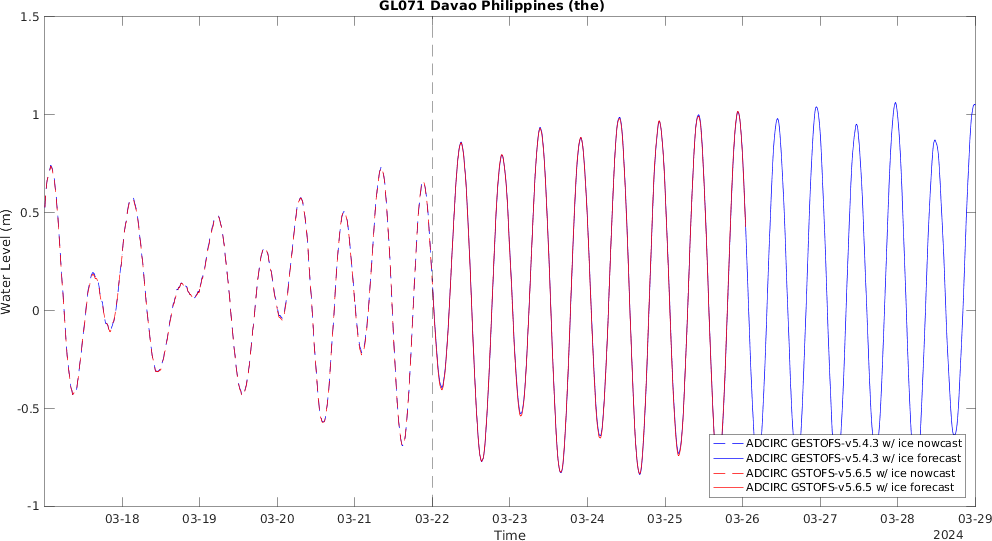 GL071 Davao Philippines (the)
1.5
1
0.5
0
-0.5
-1
Water Level (m)
03-18 03-19 03-20 03-21 03-22 03-23 03-24 03-25 03-26 03-27 03-28 03-29
Time
2024
ADCIRC GESTOFS-v5.4.3 w/ ice nowcast
ADCIRC GESTOFS-v5.4.3 w/ ice forecast
ADCIRC GSTOFS-v5.6.5 w/ ice nowcast
ADCIRC GSTOFS-v5.6.5 w/ ice forecast